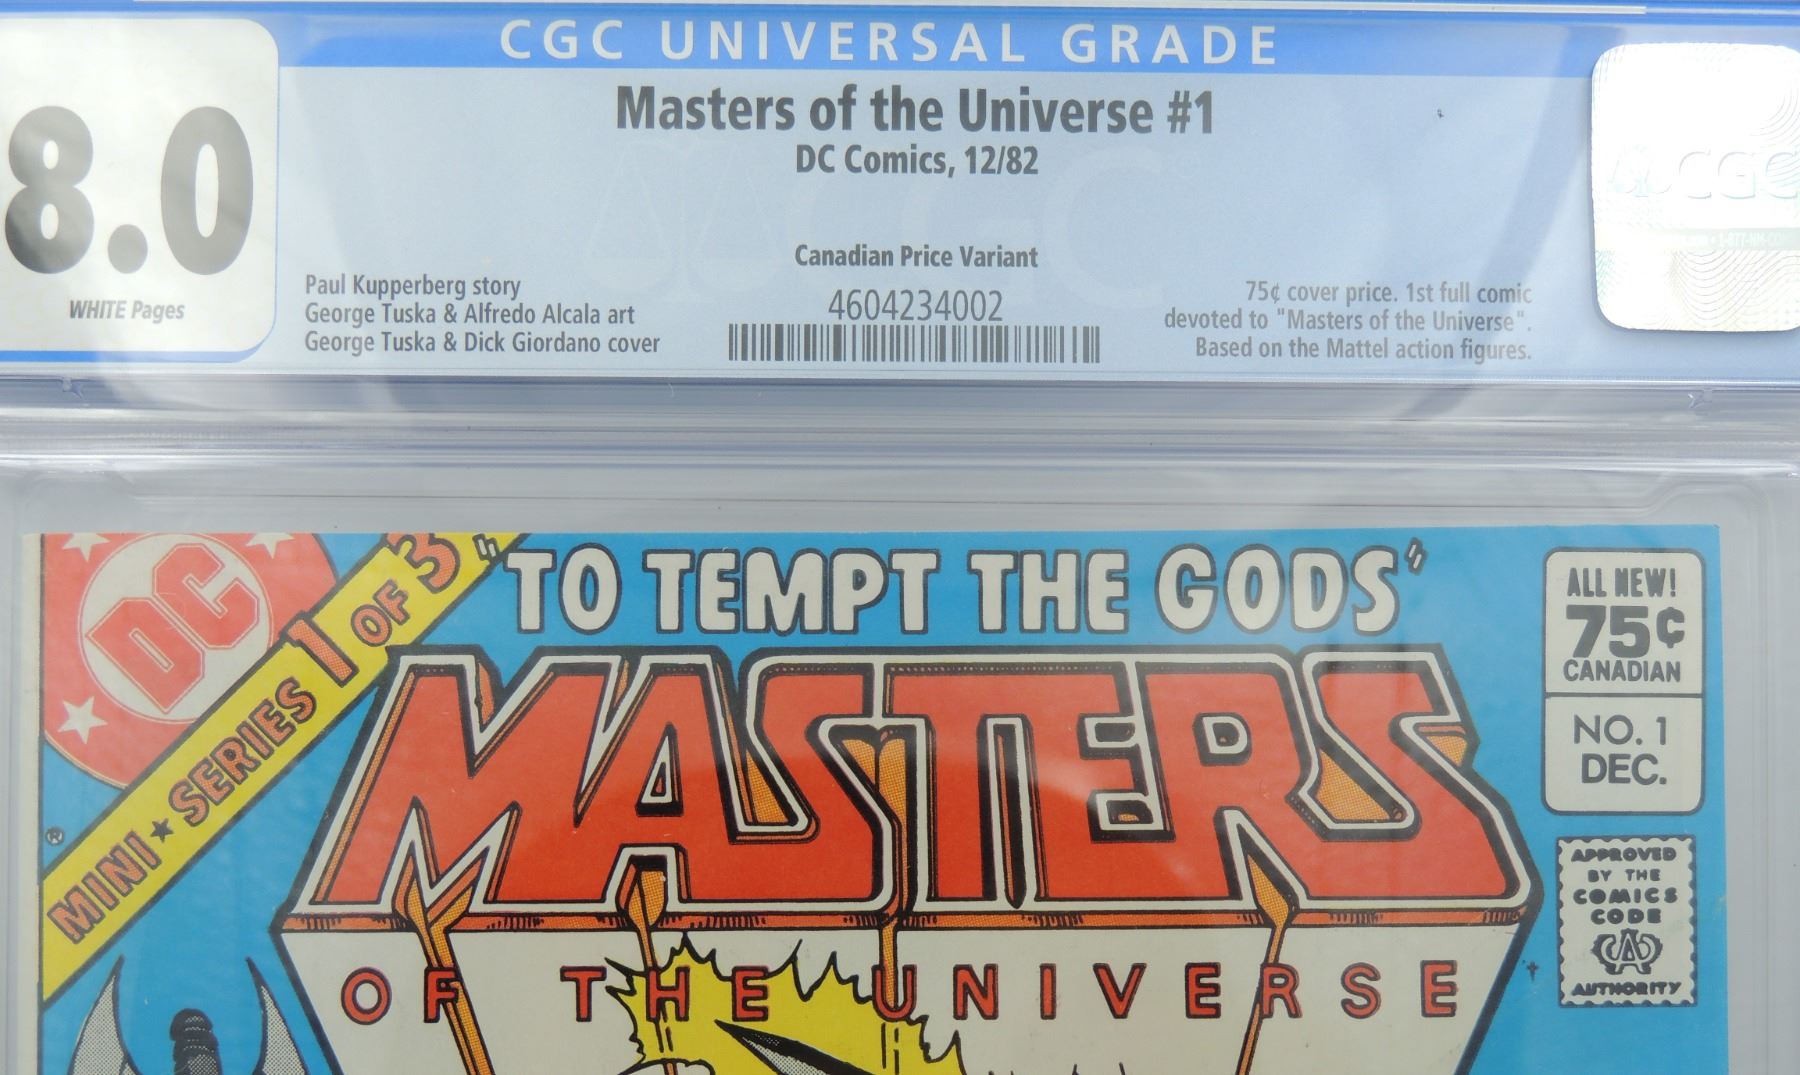 CGC UNIVERSAL GRADE
8.0
WHITE Pages
Masters of the Universe #1
DC Comics, 12/82
Canadian Price Variant
4604234002
Paul Kupperberg story
George Tuska & Alfredo Alcala art
George Tuska & Dick Giordano cover
75¢ cover price. 1st full comic
devoted to "Masters of the Universe".
Based on the Mattel action figures.
CGC
DC
®
MINI★SERIES 1 OF 3
"TO TEMPT THE GODS"
MASTERS
OF THE UNIVERSE
ALL NEW!
75¢
CANADIAN
NO. 1
DEC.
APPROVED
BY THE
COMICS
CODE
CA
AUTHORITY